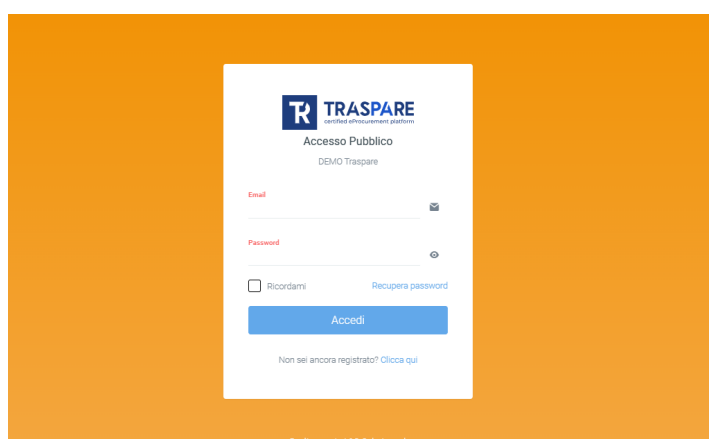 TRASPARE
certified eProcurement platform
Accesso Pubblico
DEMO Traspare
Email
Password
Ricordami Recupera password
Accedi
Non sei ancora registrato? Clicca qui